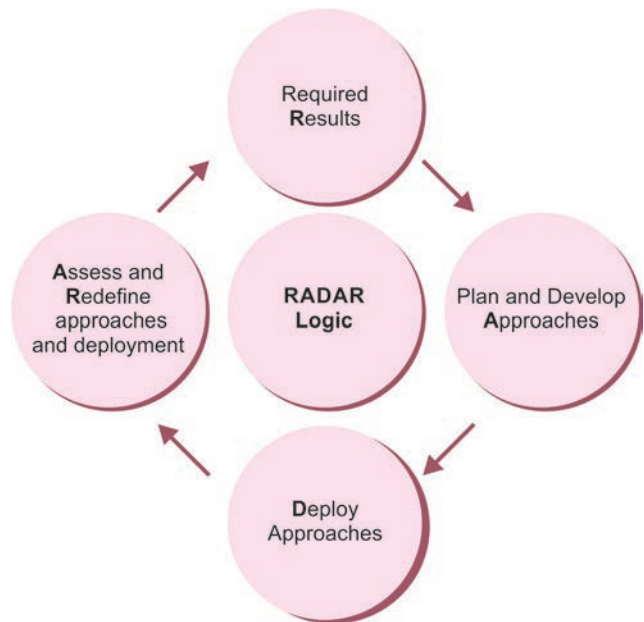 Required
Results
Assess and
Redefine
approaches
and deployment
RADAR
Logic
Plan and Develop
Approaches
Deploy
Approaches